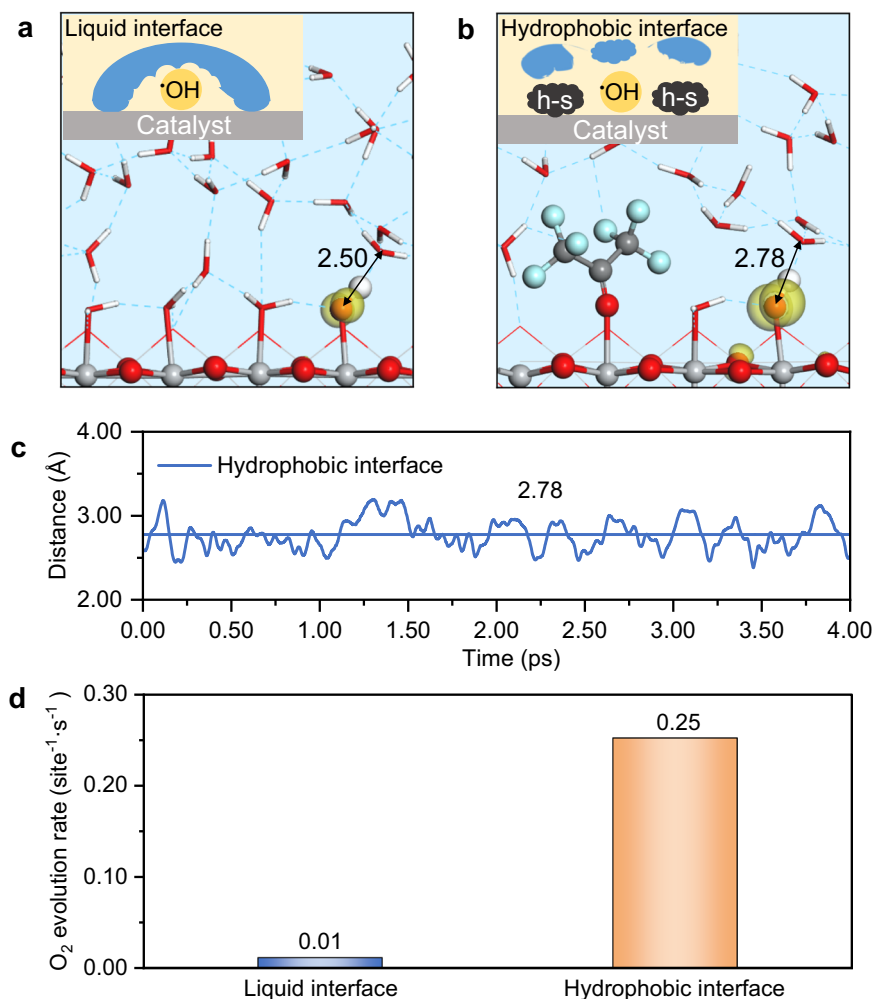 a
Liquid interface
•OH
Catalyst
2.50
b
Hydrophobic interface
h-s
•OH
h-s
Catalyst
2.78
c
Distance (Å)
4.00
3.00
2.00
Hydrophobic interface
2.78
0.00 0.50 1.00 1.50 2.00 2.50 3.00 3.50 4.00
Time (ps)
d
O₂ evolution rate (site⁻¹·s⁻¹)
0.30
0.20
0.10
0.00
0.01
0.25
Liquid interface
Hydrophobic interface